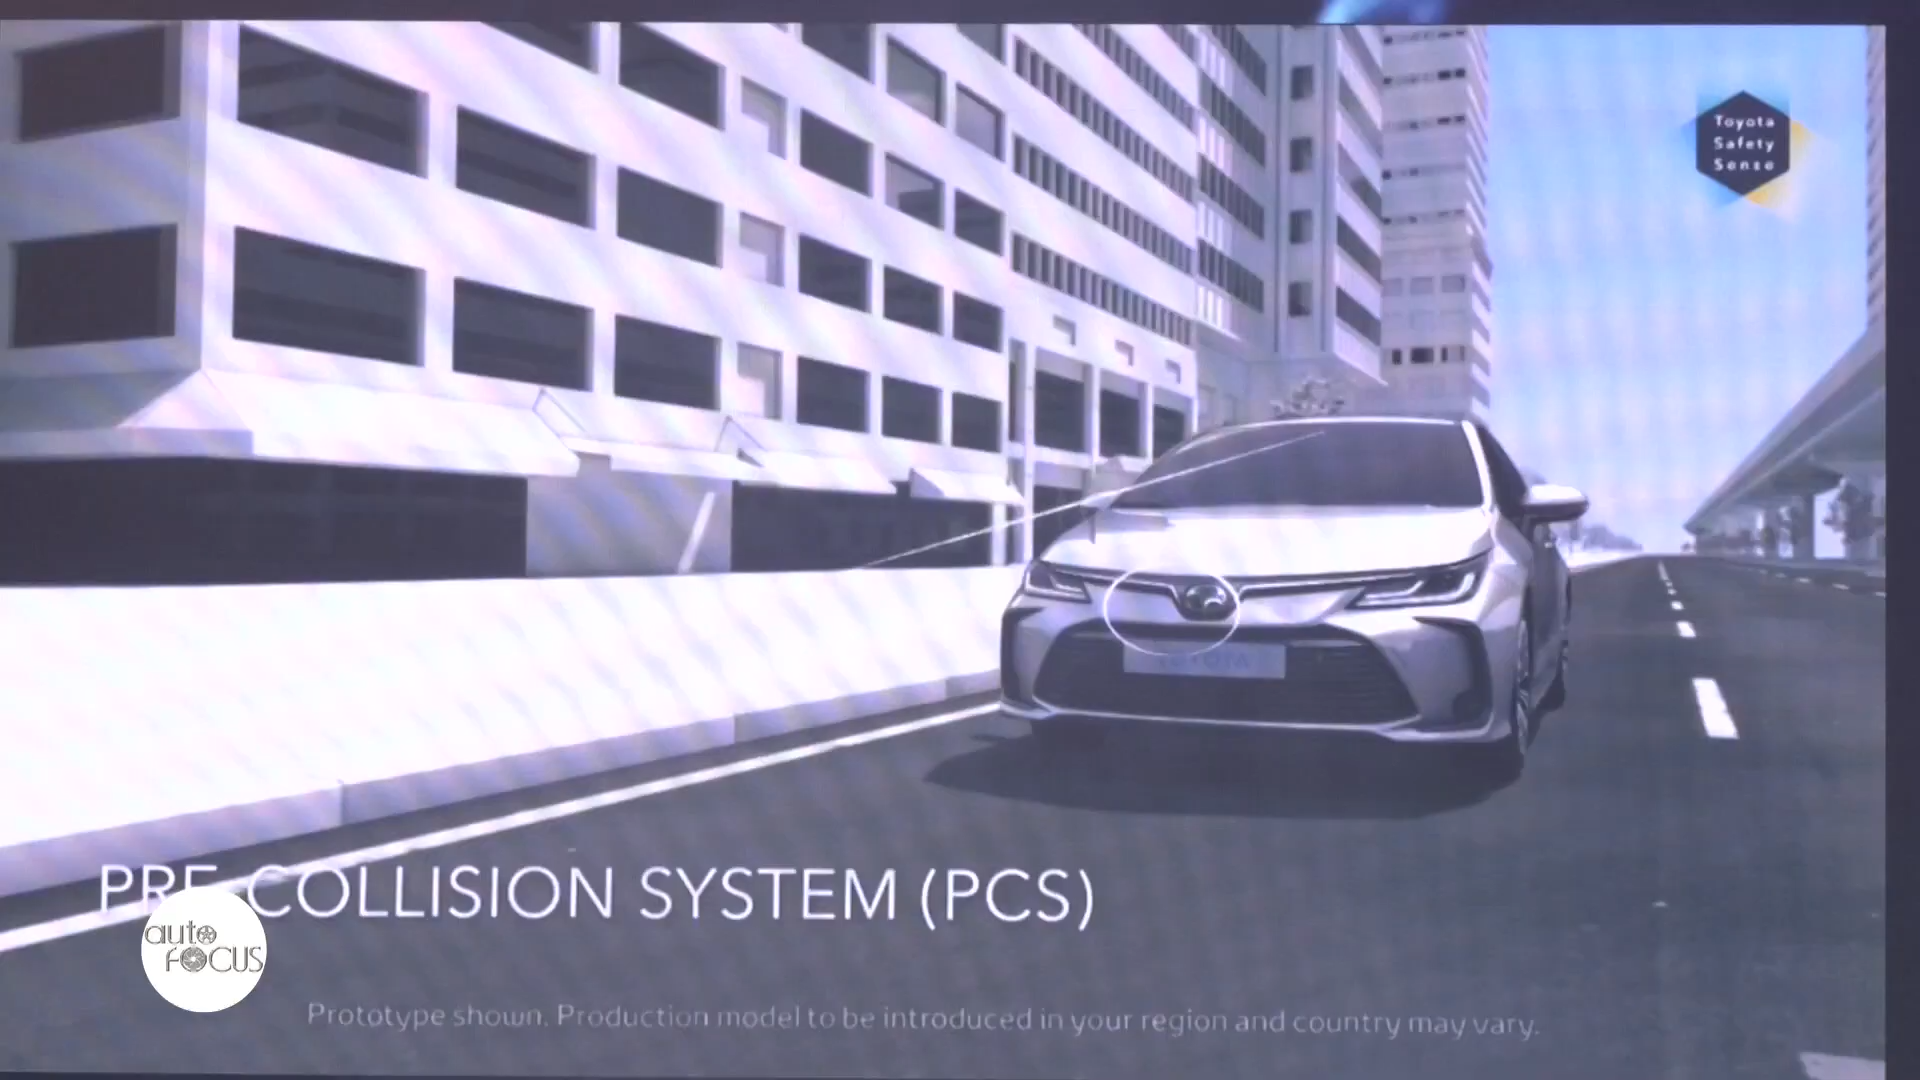 Toyota
Safety
Sense
TOYOTA
PRE-COLLISION SYSTEM (PCS)
auto
FOCUS
Prototype shown. Production model to be introduced in your region and country may vary.